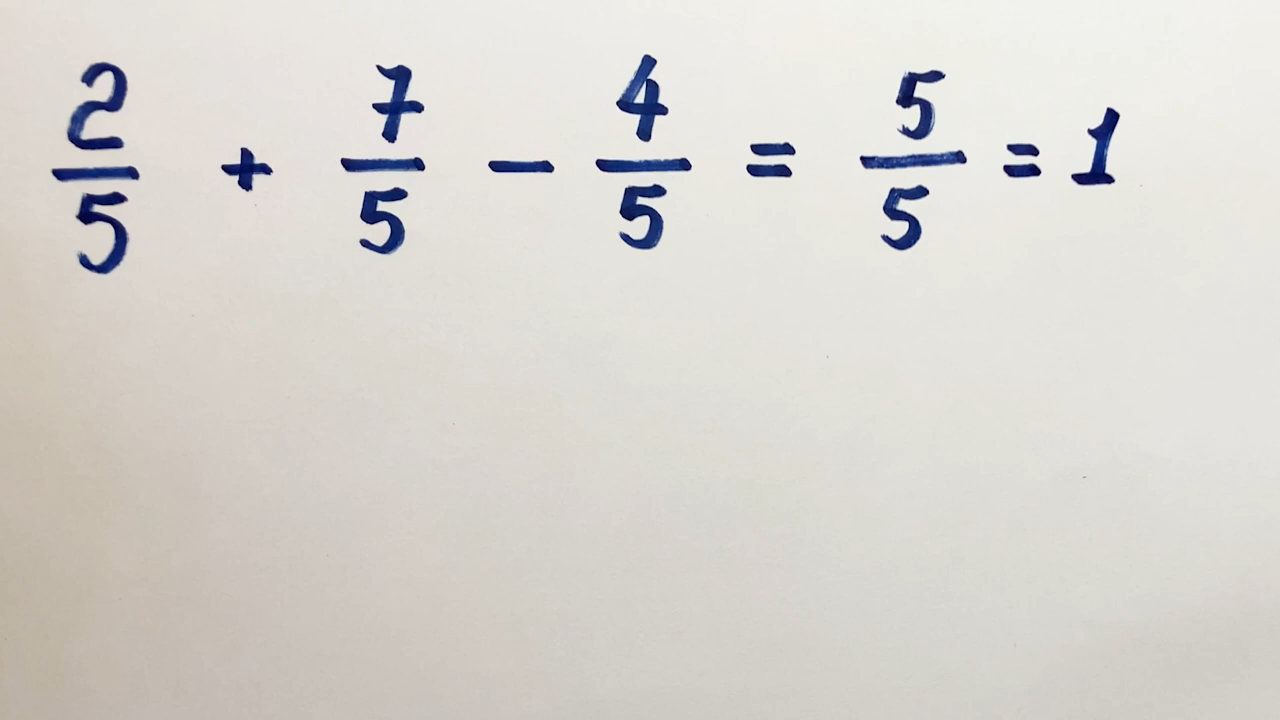 2/5 + 7/5 - 4/5 = 5/5 = 1